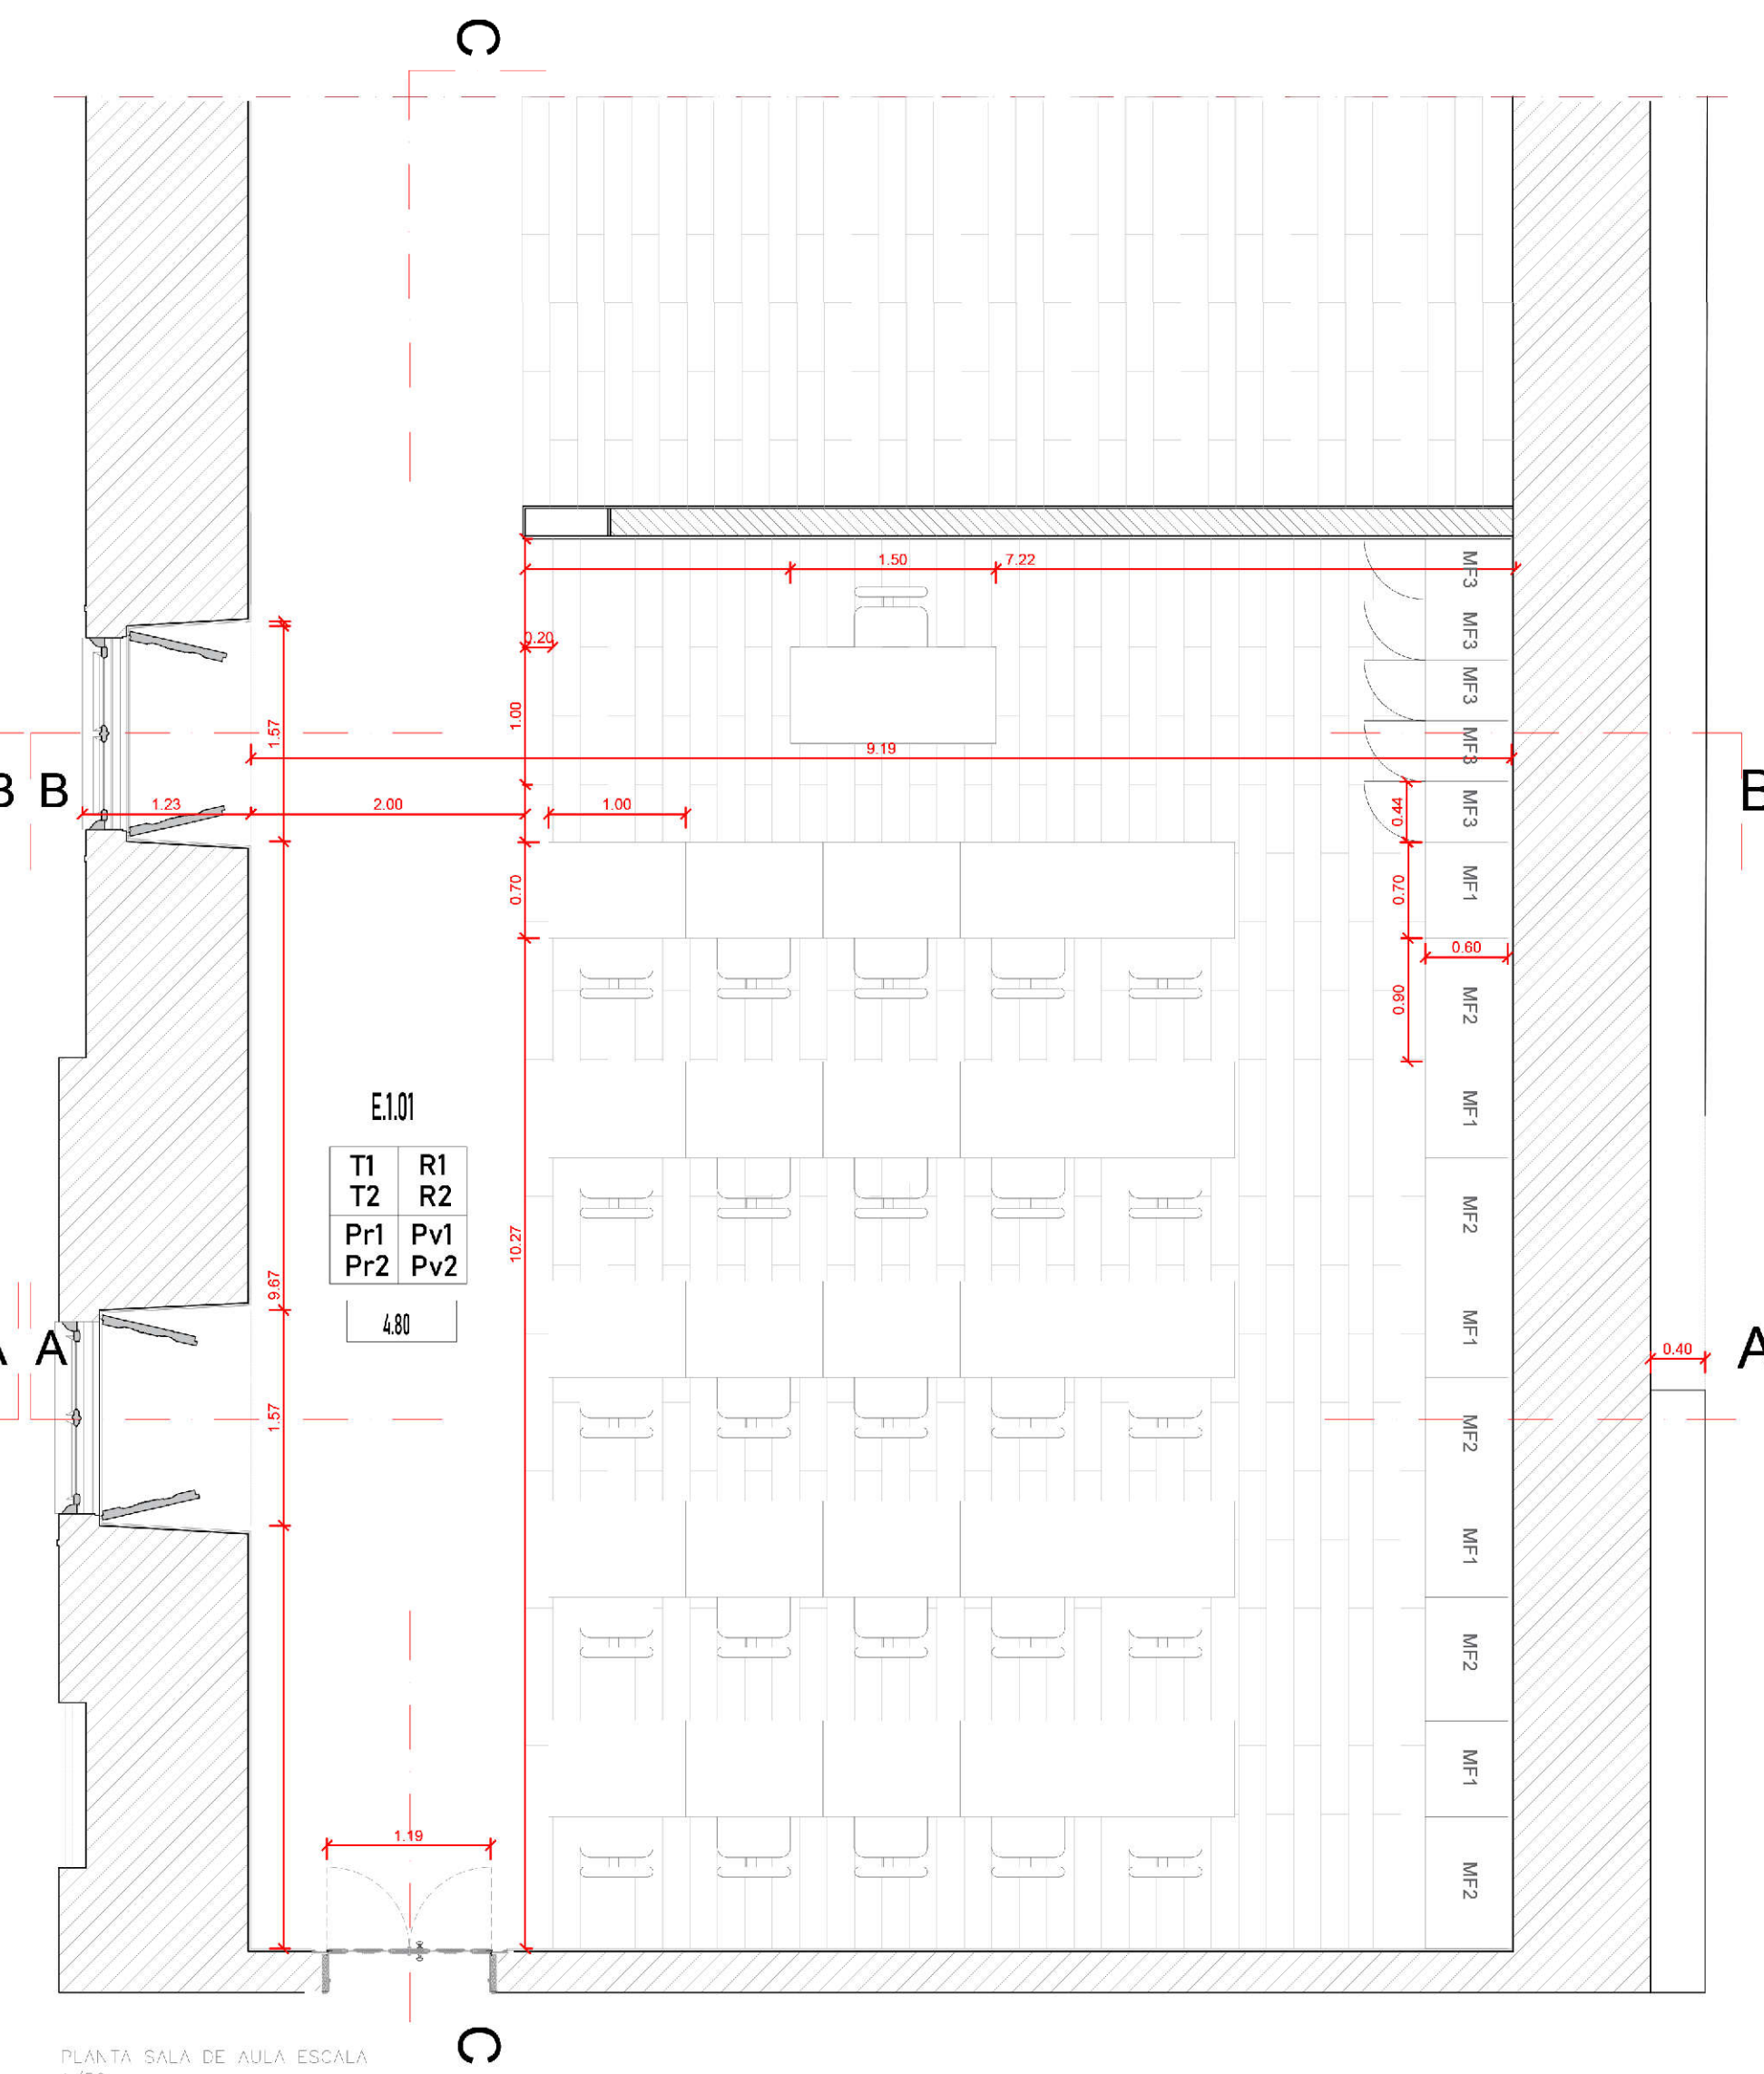 C
1.50
7.22
MF3
MF3
0.20
MF3
1.00
1.57
MF3
9.19
B
B
B
1.23
2.00
1.00
0.44
MF3
0.70
0.70
MF1
0.60
0.90
MF2
E.1.01
MF1
T1 R1
T2 R2
MF2
Pr1 Pv1
Pr2 Pv2
10.27
9.67
4.80
MF1
A
A
0.40
A
1.57
MF2
MF1
MF2
MF1
1.19
MF2
C
PLANTA SALA DE AULA ESCALA